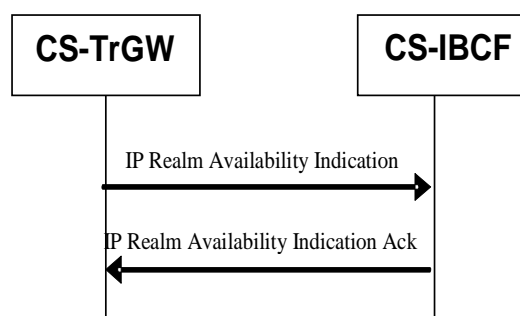 CS-TrGW
CS-IBCF
IP Realm Availability Indication
IP Realm Availability Indication Ack